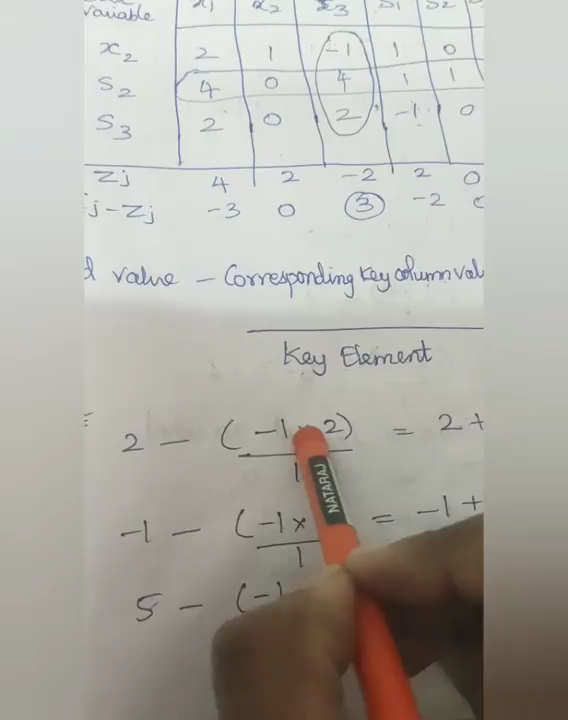 variable x₁ x₂ x₃ S₁ S₂
x₂ 2 1 -1 1 0
S₂ 4 0 4 1 1
S₃ 2 0 2 -1 0
Zj 4 2 -2 2 0
j-Zj -3 0 3 -2
value - Corresponding key column val
Key Element
2 - (-1 2) = 2+
1
-1 - (-1× = -1+
1
5 - (-1
NATARAJ